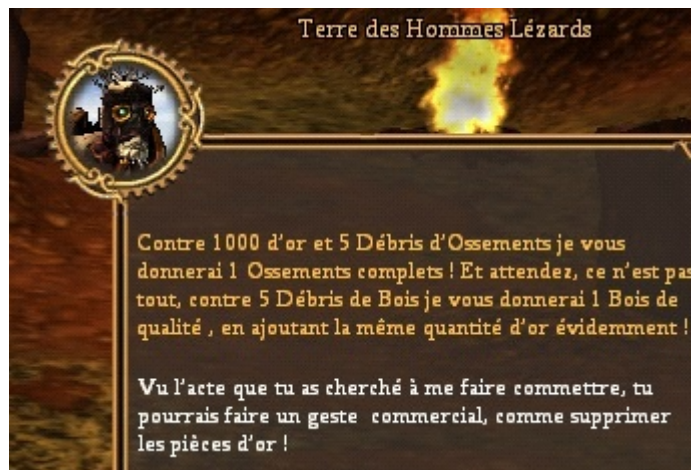 Terre des Hommes Lézards
Contre 1000 d'or et 5 Débris d'Ossements je vous
donnerai 1 Ossements complets ! Et attendez, ce n'est pas
tout, contre 5 Débris de Bois je vous donnerai 1 Bois de
qualité , en ajoutant la même quantité d'or évidemment !
Vu l'acte que tu as cherché à me faire commettre, tu
pourrais faire un geste  commercial, comme supprimer
les pièces d'or !